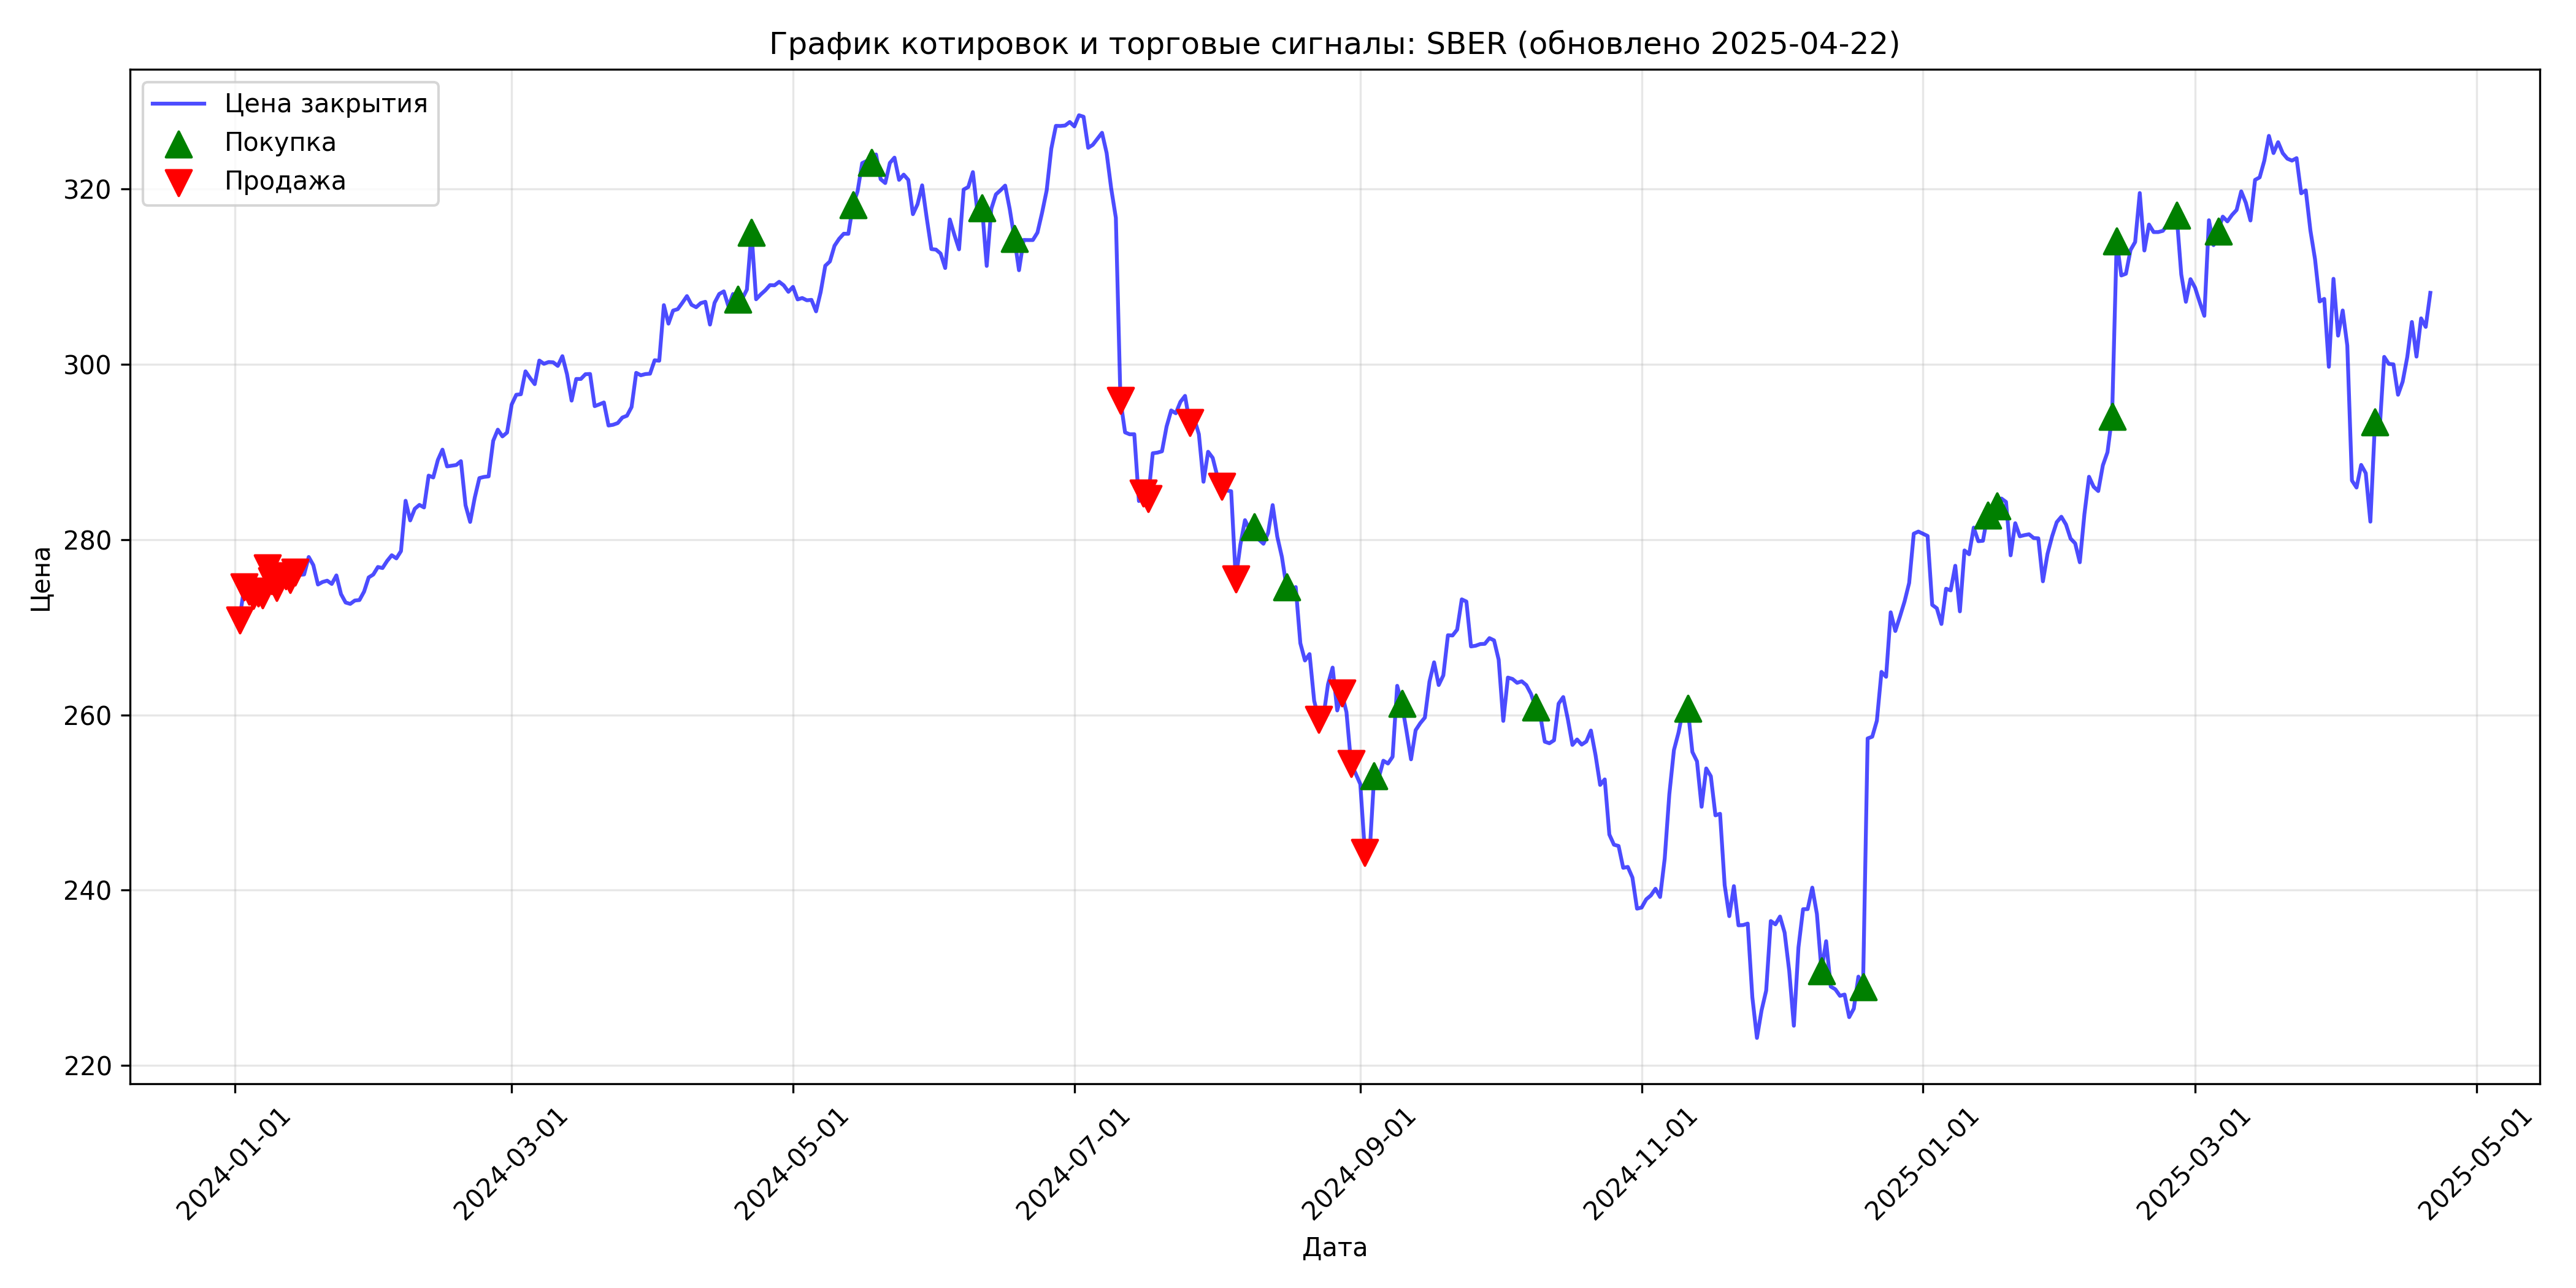 График котировок и торговые сигналы: SBER (обновлено 2025-04-22)
Цена закрытия
Покупка
Продажа
Цена
320
300
280
260
240
220
2024-01-01
2024-03-01
2024-05-01
2024-07-01
2024-09-01
2024-11-01
2025-01-01
2025-03-01
2025-05-01
Дата